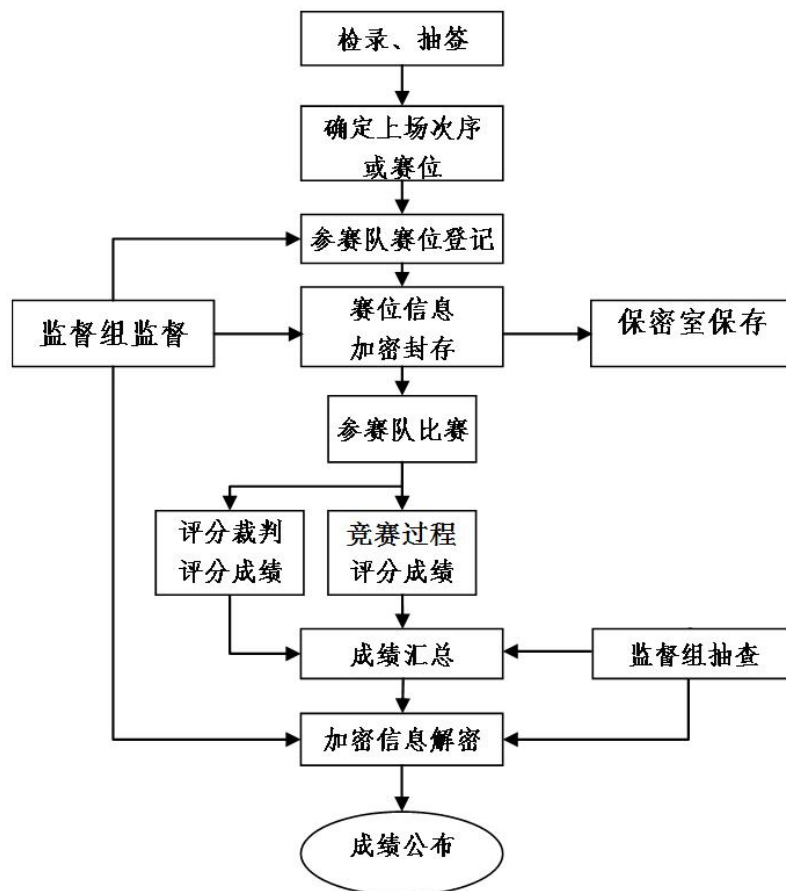 检录、抽签
确定上场次序
或赛位
参赛队赛位登记
监督组监督
赛位信息
加密封存
保密室保存
参赛队比赛
评分裁判
评分成绩
竞赛过程
评分成绩
成绩汇总
监督组抽查
加密信息解密
成绩公布